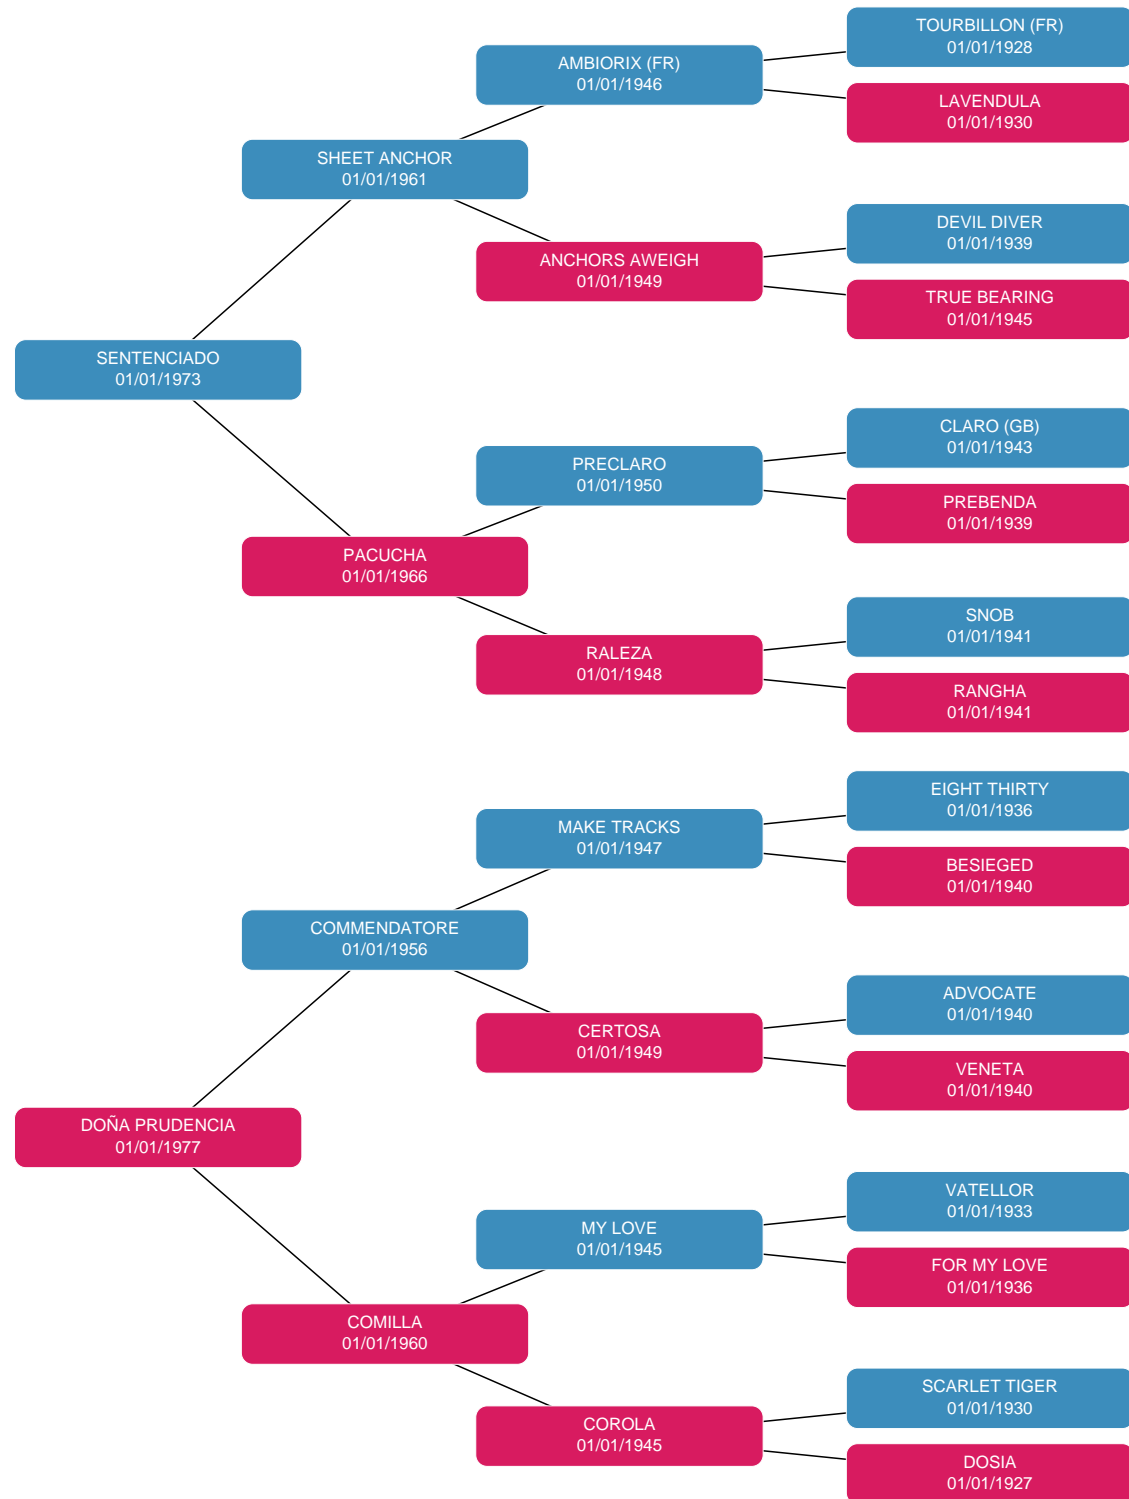 TOURBILLON (FR)
01/01/1928
AMBIORIX (FR)
01/01/1946
LAVENDULA
01/01/1930
SHEET ANCHOR
01/01/1961
DEVIL DIVER
01/01/1939
ANCHORS AWEIGH
01/01/1949
TRUE BEARING
01/01/1945
SENTENCIADO
01/01/1973
CLARO (GB)
01/01/1943
PRECLARO
01/01/1950
PREBENDA
01/01/1939
PACUCHA
01/01/1966
SNOB
01/01/1941
RALEZA
01/01/1948
RANGHA
01/01/1941
EIGHT THIRTY
01/01/1936
MAKE TRACKS
01/01/1947
BESIEGED
01/01/1940
COMMENDATORE
01/01/1956
ADVOCATE
01/01/1940
CERTOSA
01/01/1949
VENETA
01/01/1940
DOÑA PRUDENCIA
01/01/1977
VATELLOR
01/01/1933
MY LOVE
01/01/1945
FOR MY LOVE
01/01/1936
COMILLA
01/01/1960
SCARLET TIGER
01/01/1930
COROLA
01/01/1945
DOSIA
01/01/1927